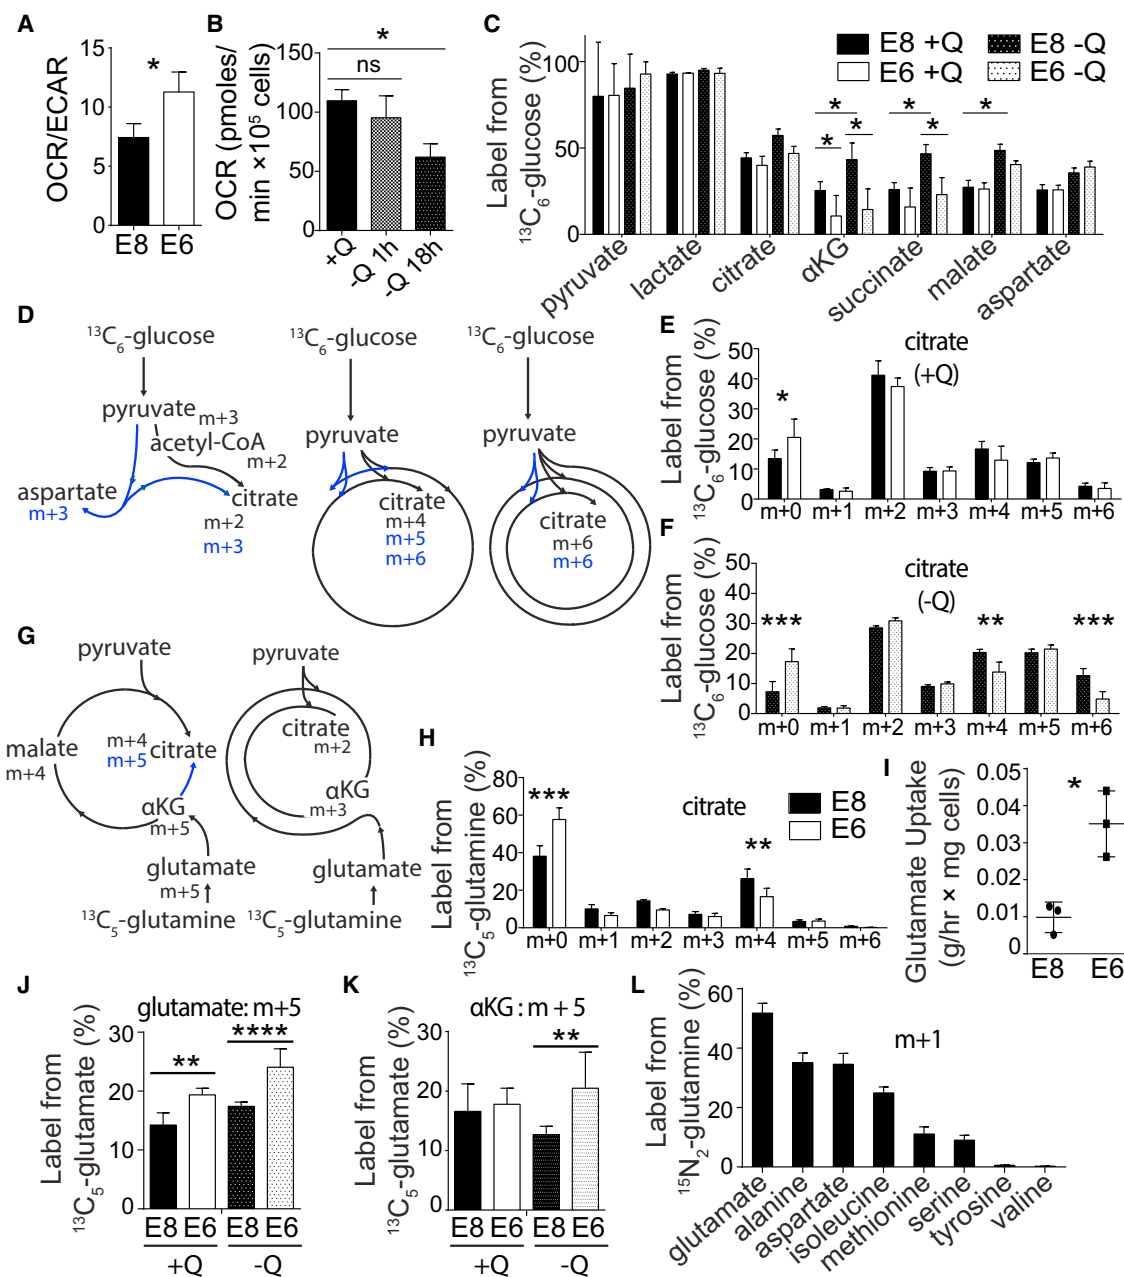 A
OCR/ECAR
15
10
5
0
*
E8 E6
B
OCR (pmoles/
min ×10⁵ cells)
150
100
50
0
*
ns
+Q
-Q 1h
-Q 18h
C
Label from
¹³C₆-glucose (%)
100
50
0
E8 +Q
E6 +Q
E8 -Q
E6 -Q
* * *
* * *
pyruvate
lactate
citrate
αKG
succinate
malate
aspartate
D
¹³C₆-glucose
pyruvate m+3
acetyl-CoA
m+2
aspartate
m+3
citrate
m+2
m+3
¹³C₆-glucose
pyruvate
citrate
m+4
m+5
m+6
¹³C₆-glucose
pyruvate
citrate
m+6
m+6
E
Label from
¹³C₆-glucose (%)
50
40
30
20
10
0
citrate
(+Q)
*
m+0 m+1 m+2 m+3 m+4 m+5 m+6
F
Label from
¹³C₆-glucose (%)
50
40
30
20
10
0
citrate
(-Q)
*** ** ***
m+0 m+1 m+2 m+3 m+4 m+5 m+6
G
pyruvate
malate
m+4
m+4
m+5
citrate
αKG
m+5
glutamate
m+5
¹³C₅-glutamine
pyruvate
citrate
m+2
αKG
m+3
glutamate
¹³C₅-glutamine
H
Label from
¹³C₅-glutamine (%)
80
60
40
20
0
citrate
E8
E6
*** **
m+0 m+1 m+2 m+3 m+4 m+5 m+6
I
Glutamate Uptake
(g/hr × mg cells)
0.05
0.04
0.03
0.02
0.01
0
*
E8 E6
J
glutamate: m+5
Label from
¹³C₅-glutamate (%)
30
20
10
0
** ****
E8 E6 E8 E6
+Q -Q
K
αKG : m + 5
Label from
¹³C₅-glutamate (%)
30
20
10
0
**
E8 E6 E8 E6
+Q -Q
L
Label from
¹⁵N₂-glutamine (%)
60
40
20
0
m+1
glutamate
alanine
aspartate
isoleucine
methionine
serine
tyrosine
valine